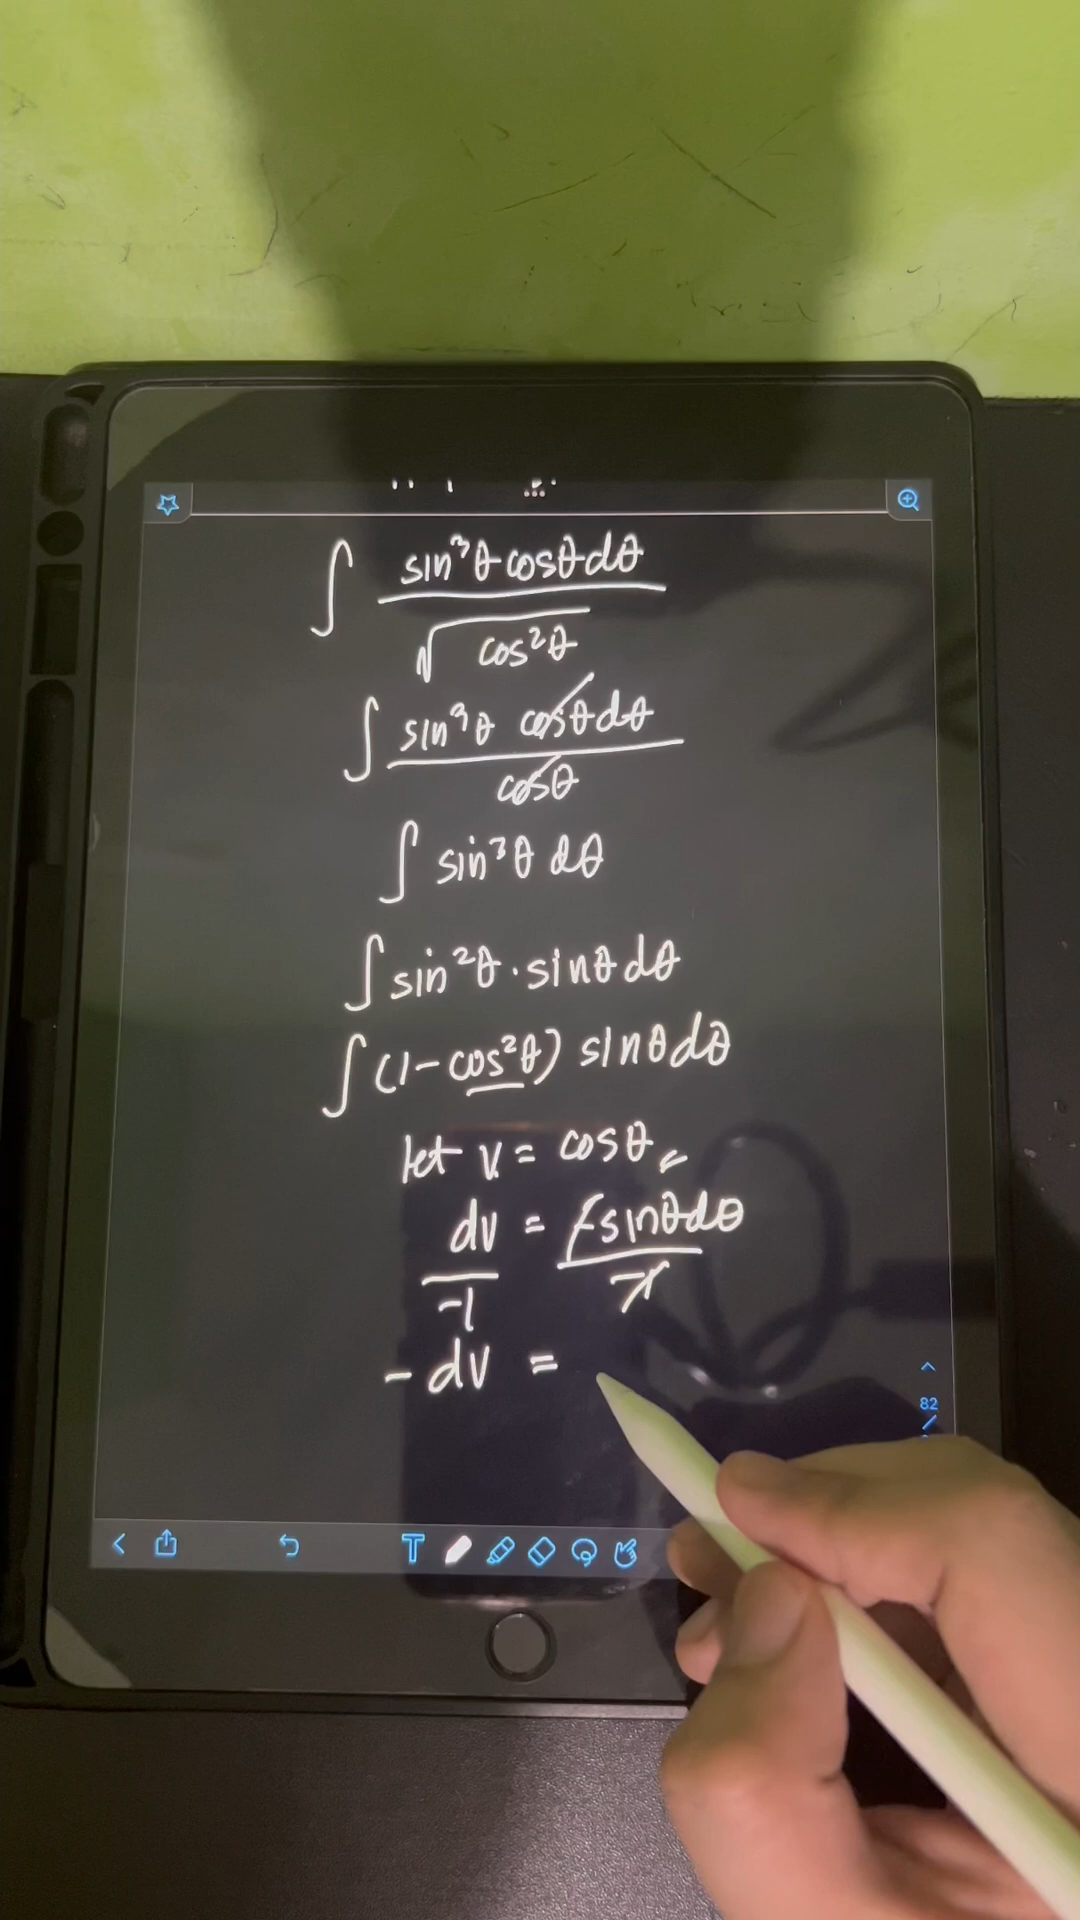 ∫ sin³θ cosθ dθ / √cos²θ
∫ sin³θ cosθ dθ / cosθ
∫ sin³θ dθ
∫ sin²θ · sinθ dθ
∫ (1 - cos²θ) sinθ dθ
let v = cosθ
dv / -1 = -sinθ dθ / -1
- dv =
82
T